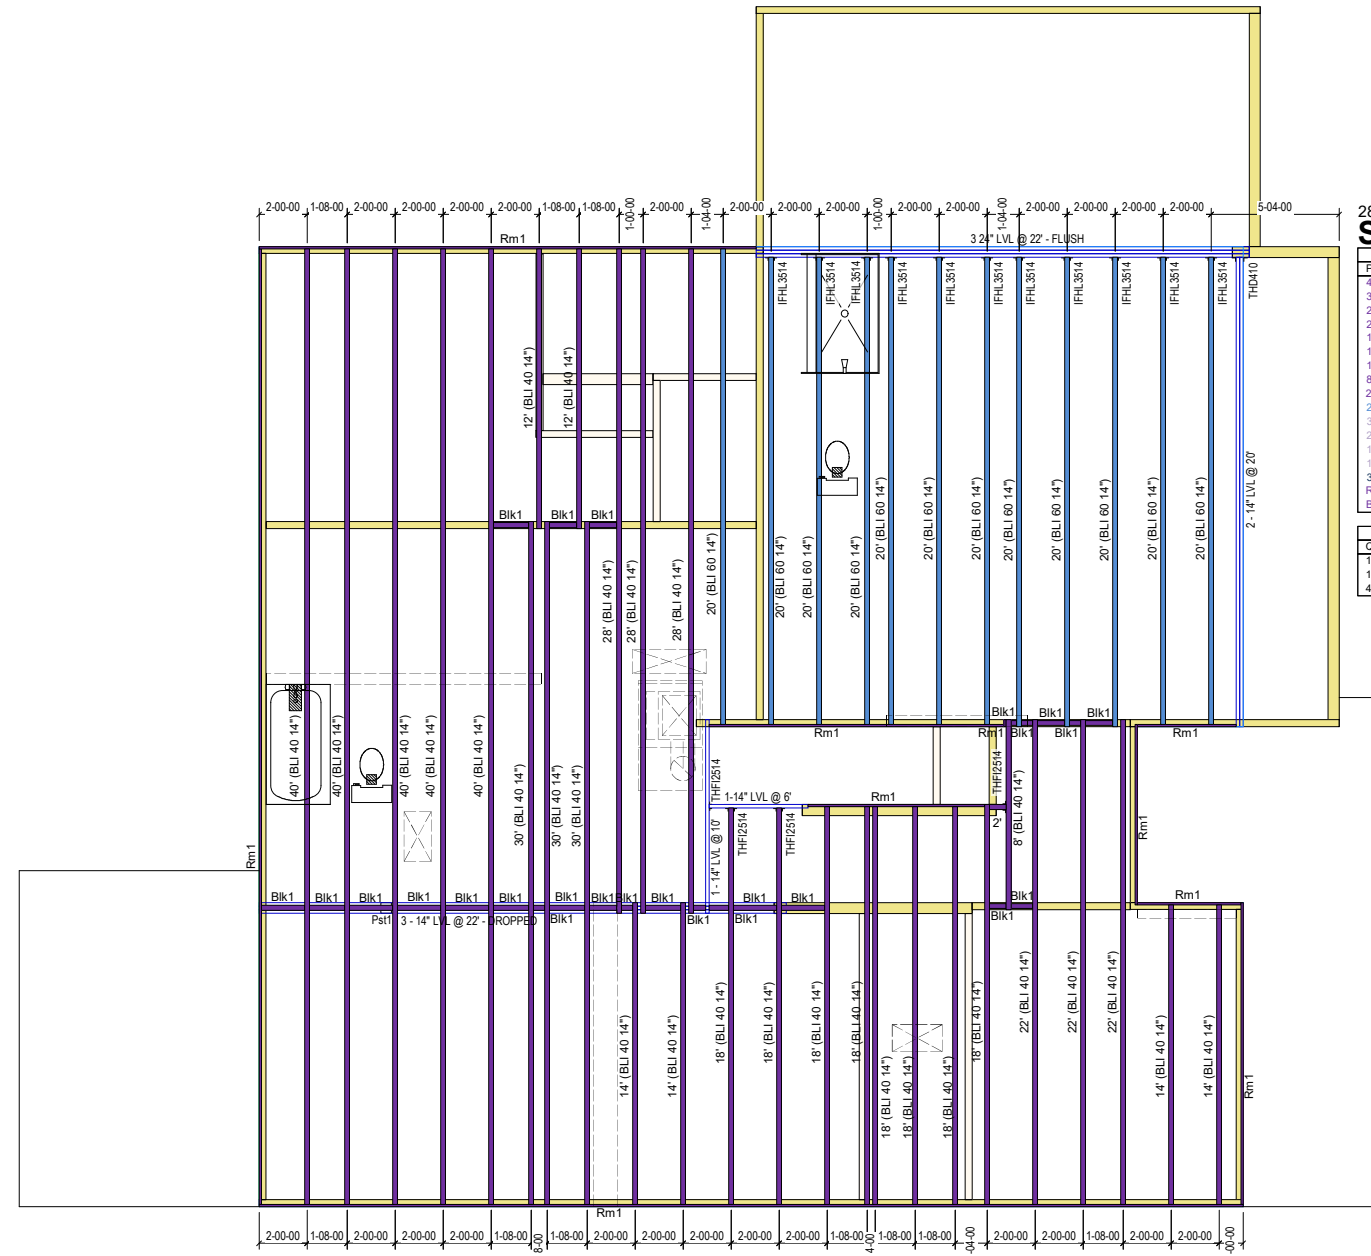 2-00-00 1-08-00 2-00-00 2-00-00 2-00-00 2-00-00 1-08-00 1-08-00 1-00-00 2-00-00 1-04-00 2-00-00 2-00-00 2-00-00 1-00-00 2-00-00 2-00-00 1-04-00 2-00-00 2-00-00 2-00-00 2-00-00 5-04-00
28
S
Rm1
3 24" LVL @ 22' - FLUSH
IFHL3514 IFHL3514 IFHL3514 IFHL3514 IFHL3514 IFHL3514 IFHL3514 IFHL3514 IFHL3514 IFHL3514 IFHL3514
THD410
12' (BLI 40 14")
12' (BLI 40 14")
2 - 14" LVL @ 20'
Blk1 Blk1 Blk1
28' (BLI 40 14")
28' (BLI 40 14")
28' (BLI 40 14")
20' (BLI 60 14")
20' (BLI 60 14")
20' (BLI 60 14")
20' (BLI 60 14")
20' (BLI 60 14")
20' (BLI 60 14")
20' (BLI 60 14")
20' (BLI 60 14")
20' (BLI 60 14")
20' (BLI 60 14")
20' (BLI 60 14")
20' (BLI 60 14")
Blk1 Blk1
Rm1 Rm1 Blk1 Blk1 Rm1
40' (BLI 40 14")
40' (BLI 40 14")
40' (BLI 40 14")
40' (BLI 40 14")
40' (BLI 40 14")
30' (BLI 40 14")
30' (BLI 40 14")
30' (BLI 40 14")
THFI2514
1-14" LVL @ 6'
Rm1
THFI2514
8' (BLI 40 14")
2'
THFI2514
THFI2514
1 - 14" LVL @ 10'
Rm1
Rm1
Blk1 Blk1 Blk1 Blk1 Blk1 Blk1 Blk1 Blk1 Blk1 Blk1 Blk1 Blk1 Blk1 Rm1
Pst1 3 - 14" LVL @ 22' - DROPPED Blk1 Blk1 Blk1 Blk1
14' (BLI 40 14")
14' (BLI 40 14")
18' (BLI 40 14")
18' (BLI 40 14")
18' (BLI 40 14")
18' (BLI 40 14")
18' (BLI 40 14")
18' (BLI 40 14")
18' (BLI 40 14")
18' (BLI 40 14")
22' (BLI 40 14")
22' (BLI 40 14")
22' (BLI 40 14")
14' (BLI 40 14")
14' (BLI 40 14")
Rm1
Rm1
2-00-00 1-08-00 2-00-00 2-00-00 2-00-00 1-08-00 8-00 1-08-00 2-00-00 2-00-00 2-00-00 2-00-00 2-00-00 1-08-00 4-00 1-08-00 1-08-00 -04-00 2-00-00 2-00-00 1-08-00 2-00-00 2-00-00 -00-00